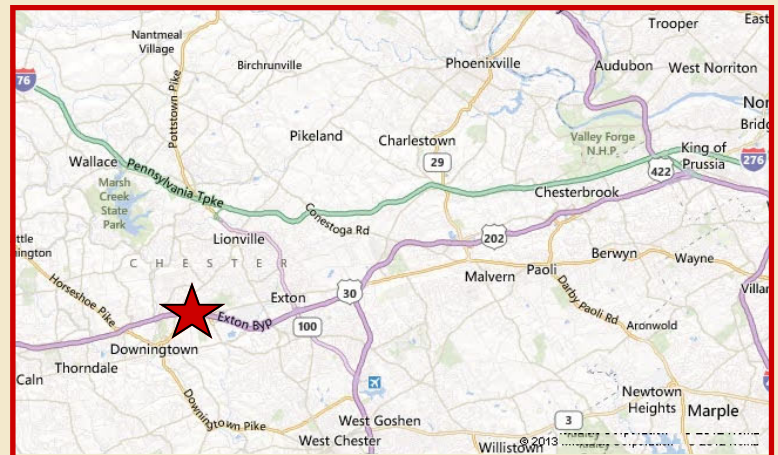 Trooper
East
Nantmeal
Village
Birchrunville
Phoenixville
Audubon
West Norriton
76
Pottstown Pike
Nor
Bridg
Pikeland
Charlestown
Valley Forge
N.H.P.
King of
Prussia
276
29
422
Wallace
Pennsylvania Tpke
Marsh
Creek
State
Park
Chesterbrook
Conestoga Rd
Lionville
202
ttle
nington
CHESTER
Berwyn
Wayne
Malvern
Paoli
Horseshoe Pike
Exton
30
Darby Paoli Rd
Villan
Exton Byp
100
Aronwold
Downingtown
Thorndale
Caln
Downingtown Pike
Newtown
Heights
Marple
West Goshen
3
West Chester
Willistown
© 2013